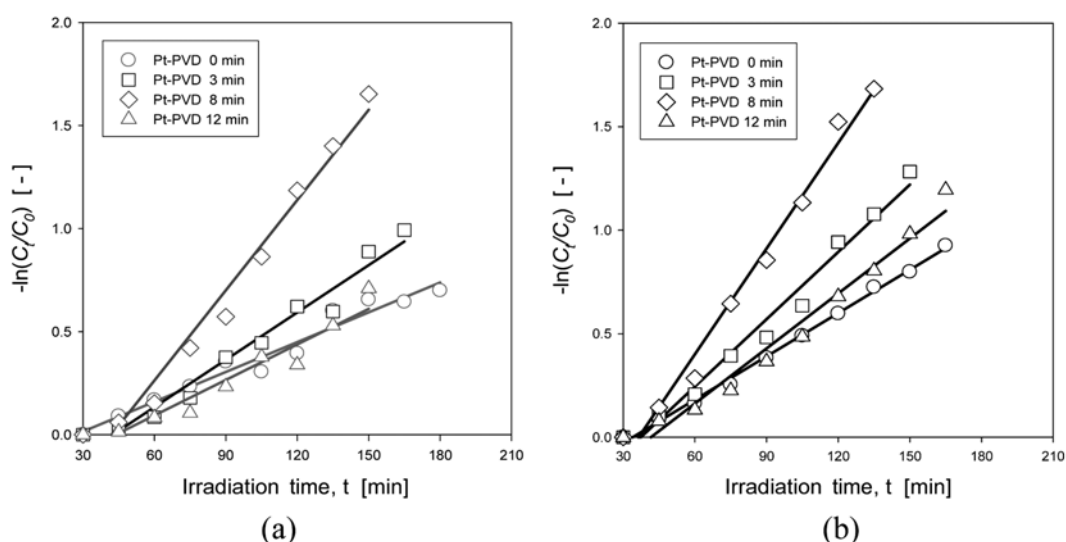 2.0
1.5
1.0
0.5
0.0
-ln(Cₜ/C₀) [ - ]
Pt-PVD 0 min
Pt-PVD 3 min
Pt-PVD 8 min
Pt-PVD 12 min
30 60 90 120 150 180 210
Irradiation time, t [min]
(a)
2.0
1.5
1.0
0.5
0.0
-ln(Cₜ/C₀) [ - ]
Pt-PVD 0 min
Pt-PVD 3 min
Pt-PVD 8 min
Pt-PVD 12 min
30 60 90 120 150 180 210
Irradiation time, t [min]
(b)